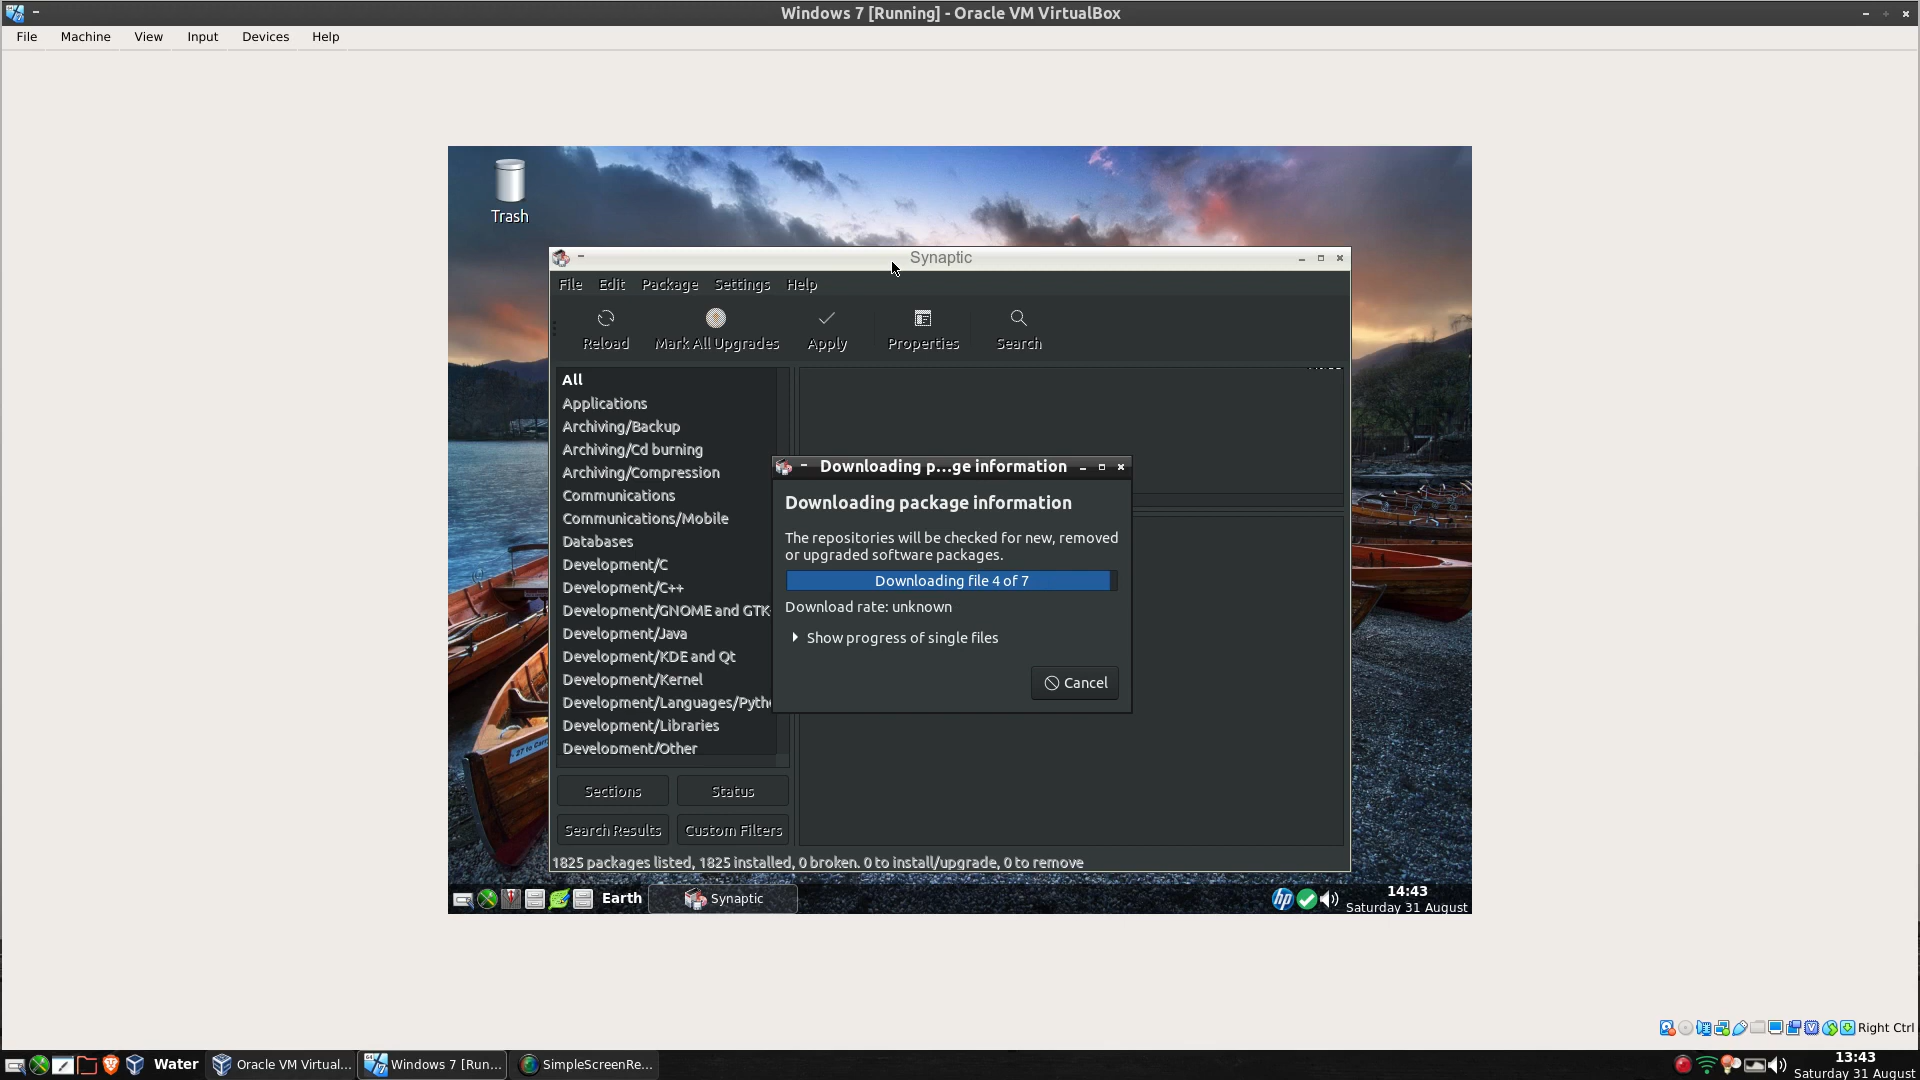 Windows 7 [Running] - Oracle VM VirtualBox
File Machine View Input Devices Help
Trash
Synaptic
File Edit Package Settings Help
Reload Mark All Upgrades Apply Properties Search
All
Applications
Archiving/Backup
Archiving/Cd burning
Archiving/Compression
Communications
Communications/Mobile
Databases
Development/C
Development/C++
Development/GNOME and GTK
Development/Java
Development/KDE and Qt
Development/Kernel
Development/Languages/Pyth
Development/Libraries
Development/Other
Sections Status
Search Results Custom Filters
1825 packages listed, 1825 installed, 0 broken. 0 to install/upgrade, 0 to remove
Downloading p...ge information
Downloading package information
The repositories will be checked for new, removed
or upgraded software packages.
Downloading file 4 of 7
Download rate: unknown
Show progress of single files
Cancel
27 to
Earth Synaptic
hp
14:43
Saturday 31 August
Right Ctrl
Water Oracle VM Virtual... Windows 7 [Run... SimpleScreenRe...
13:43
Saturday 31 August